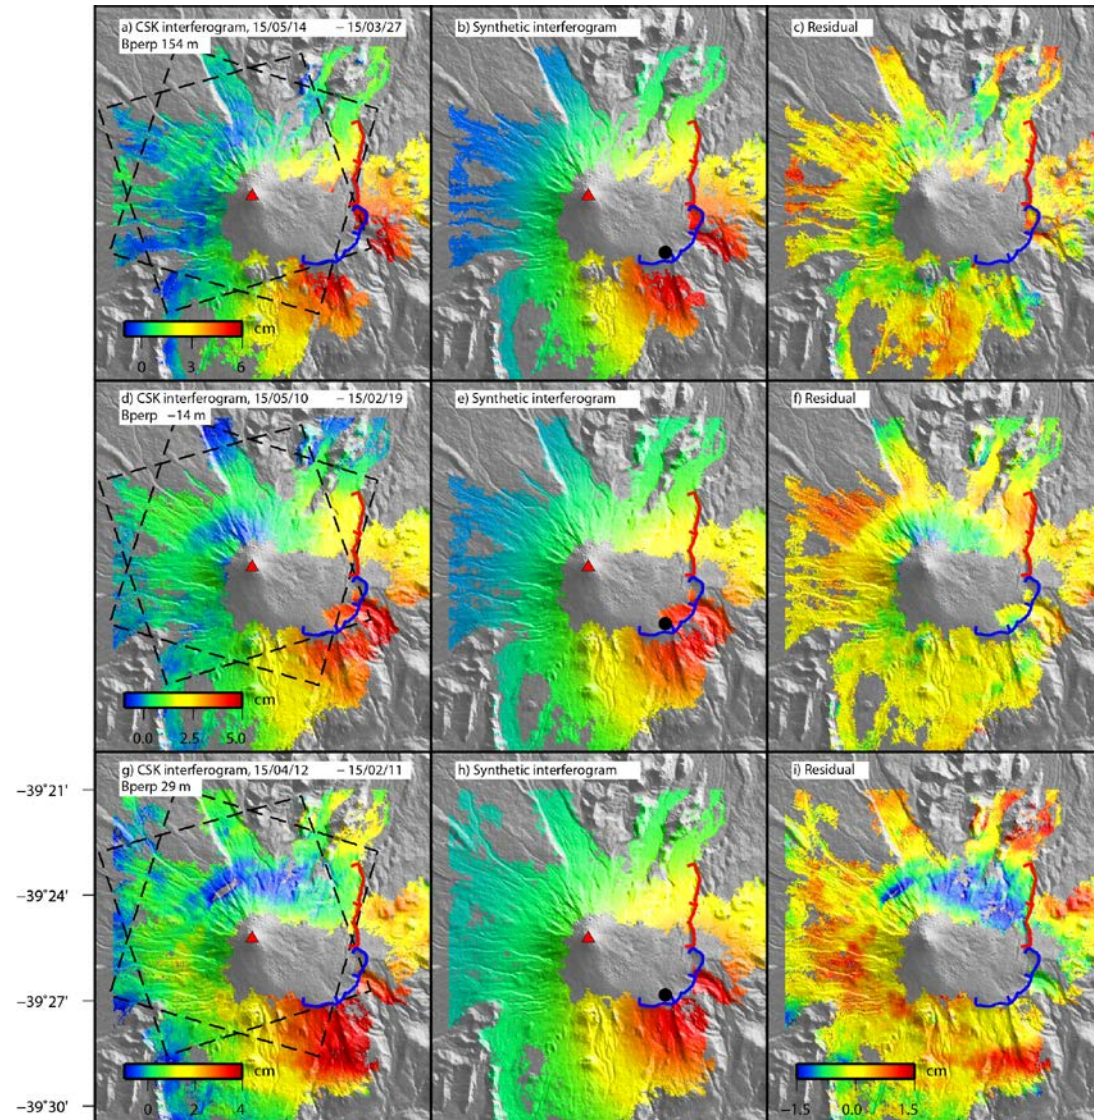 a) CSK interferogram, 15/05/14 − 15/03/27
Bperp 154 m
b) Synthetic interferogram
c) Residual
cm
0 3 6
d) CSK interferogram, 15/05/10 − 15/02/19
Bperp −14 m
e) Synthetic interferogram
f) Residual
cm
0.0 2.5 5.0
g) CSK interferogram, 15/04/12 − 15/02/11
Bperp 29 m
h) Synthetic interferogram
i) Residual
−39˚21'
−39˚24'
−39˚27'
−39˚30'
cm
0 2 4
cm
−1.5 0.0 1.5